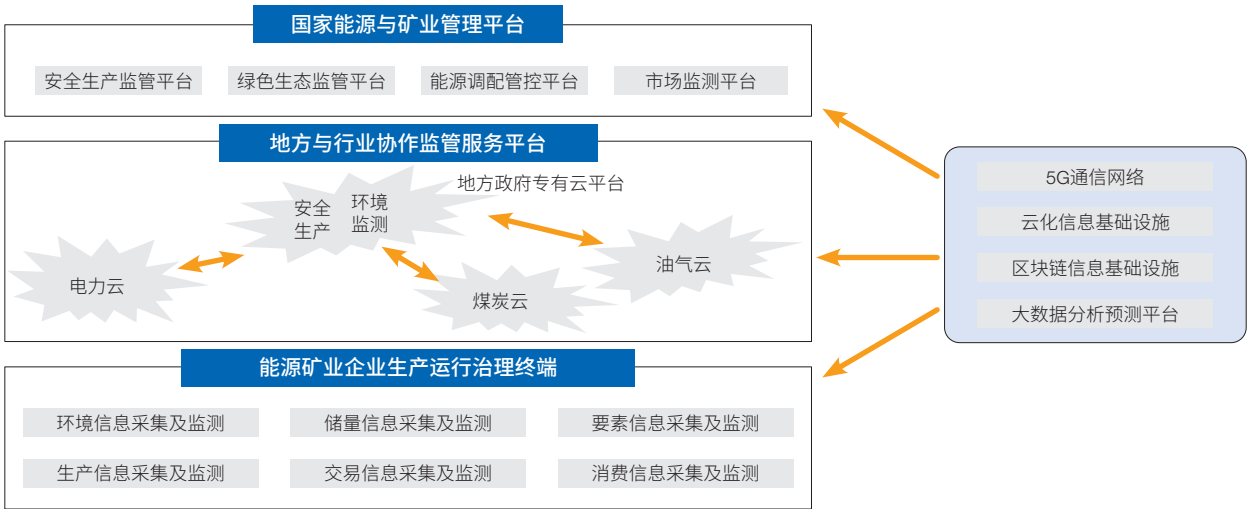 国家能源与矿业管理平台
安全生产监管平台
绿色生态监管平台
能源调配管控平台
市场监测平台
地方与行业协作监管服务平台
地方政府专有云平台
安全
生产
环境
监测
电力云
煤炭云
油气云
能源矿业企业生产运行治理终端
环境信息采集及监测
储量信息采集及监测
要素信息采集及监测
生产信息采集及监测
交易信息采集及监测
消费信息采集及监测
5G通信网络
云化信息基础设施
区块链信息基础设施
大数据分析预测平台